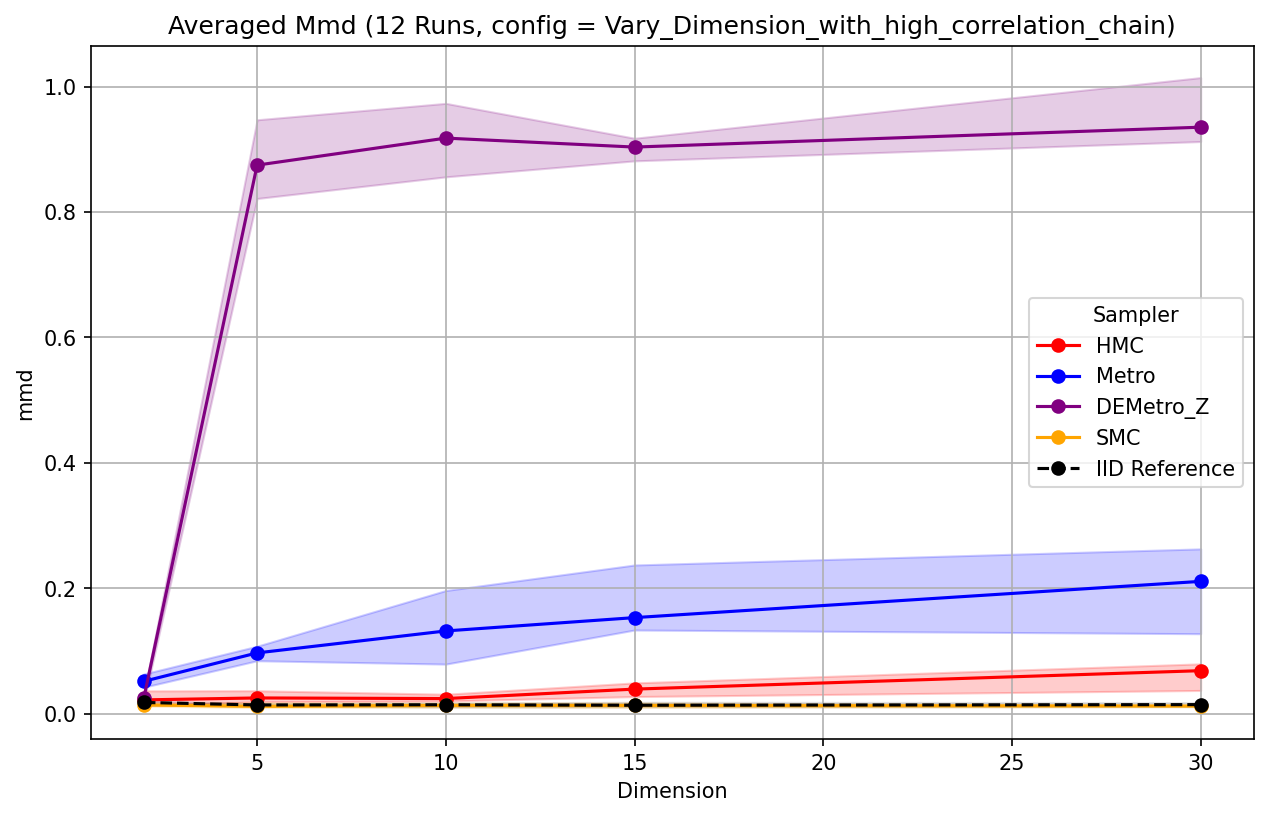 Averaged Mmd (12 Runs, config = Vary_Dimension_with_high_correlation_chain)
1.0
0.8
0.6
0.4
0.2
0.0
mmd
Sampler
HMC
Metro
DEMetro_Z
SMC
IID Reference
5
10
15
20
25
30
Dimension